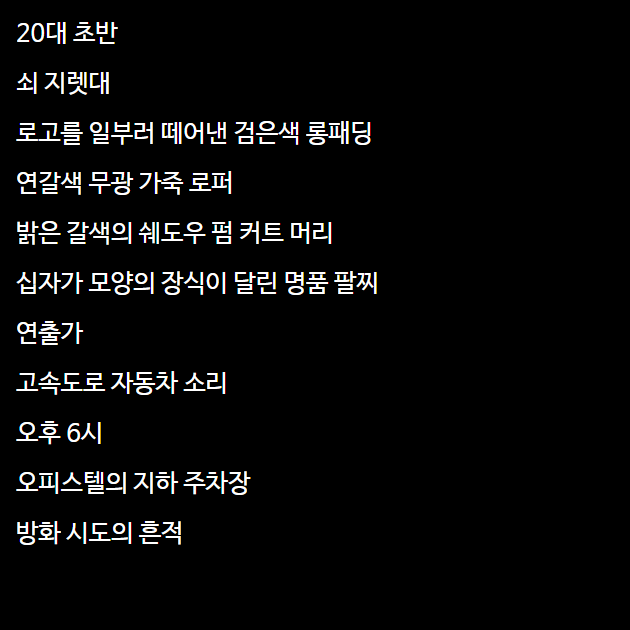 20대 초반
쇠 지렛대
로고를 일부러 떼어낸 검은색 롱패딩
연갈색 무광 가죽 로퍼
밝은 갈색의 쉐도우 펌 커트 머리
십자가 모양의 장식이 달린 명품 팔찌
연출가
고속도로 자동차 소리
오후 6시
오피스텔의 지하 주차장
방화 시도의 흔적